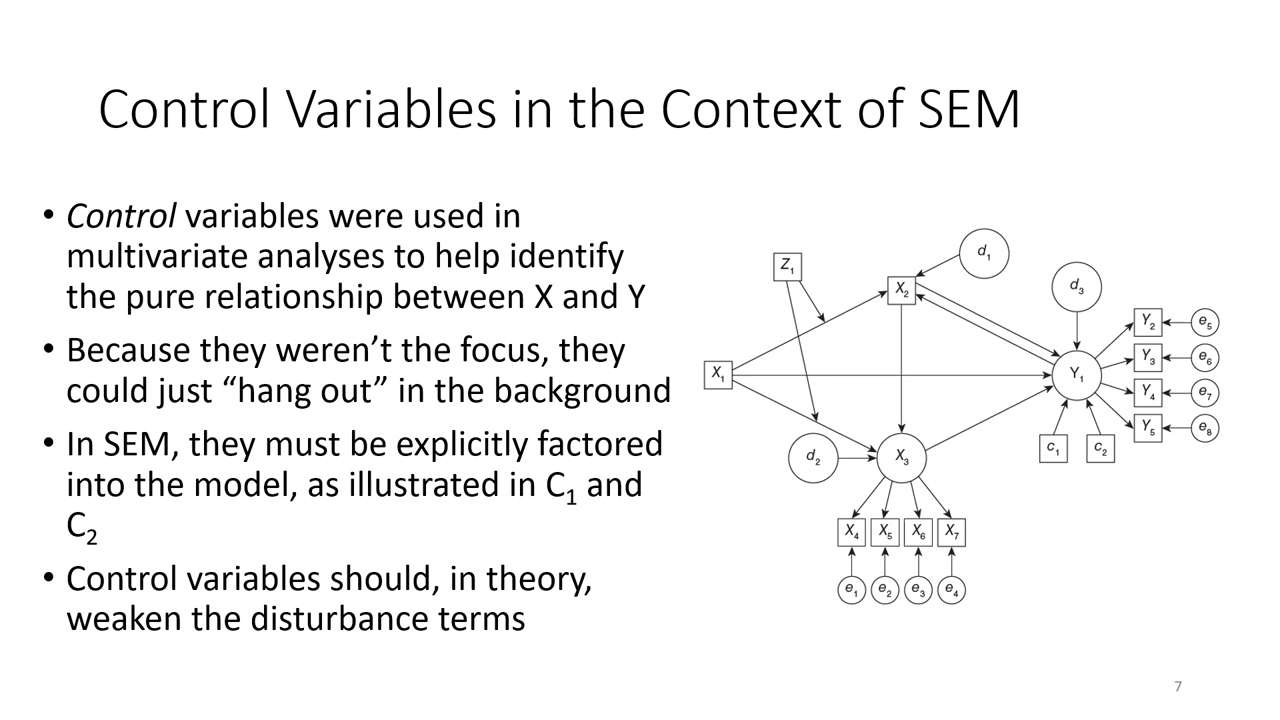 Control Variables in the Context of SEM
• Control variables were used in
multivariate analyses to help identify
the pure relationship between X and Y
• Because they weren’t the focus, they
could just “hang out” in the background
• In SEM, they must be explicitly factored
into the model, as illustrated in C₁ and
C₂
• Control variables should, in theory,
weaken the disturbance terms
d₁
Z₁
X₂
d₃
Y₂ e₅
Y₃ e₆
X₁
Y₁
Y₄ e₇
Y₅ e₈
c₁ c₂
d₂
X₃
X₄ X₅ X₆ X₇
e₁ e₂ e₃ e₄
7